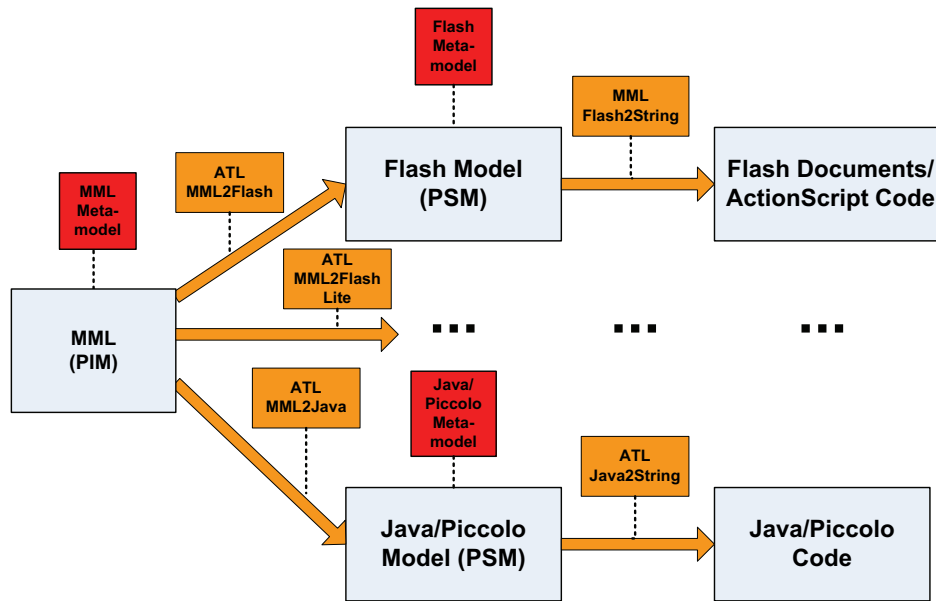 Flash
Meta-
model
MML
Flash2String
Flash Model
(PSM)
Flash Documents/
ActionScript Code
ATL
MML2Flash
MML
Meta-
model
ATL
MML2Flash
Lite
MML
(PIM)
...
...
...
ATL
MML2Java
Java/
Piccolo
Meta-
model
ATL
Java2String
Java/Piccolo
Model (PSM)
Java/Piccolo
Code